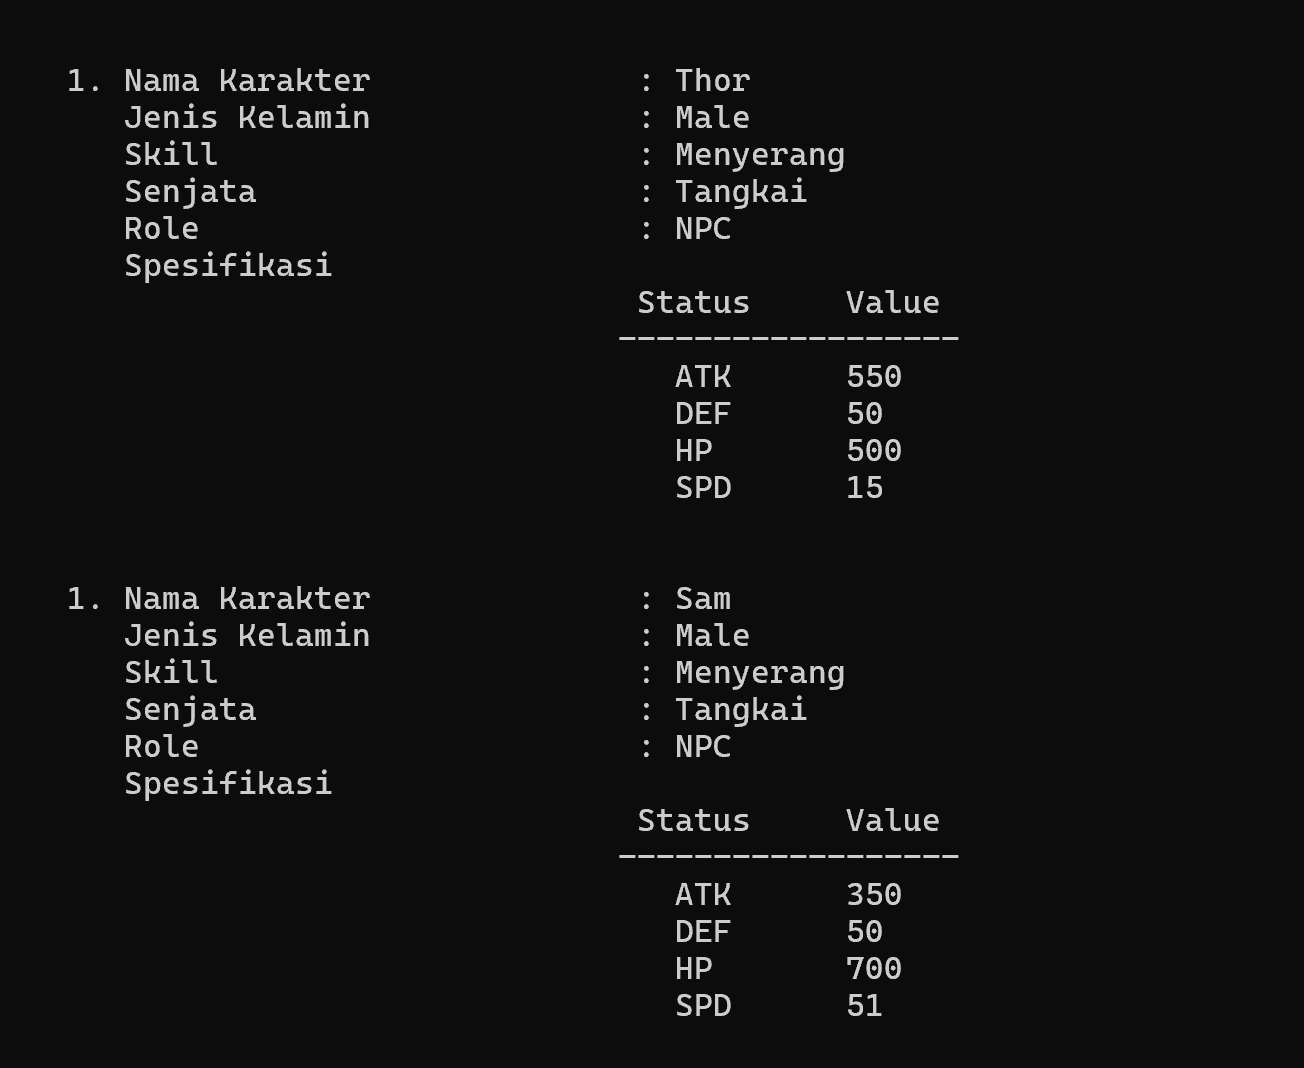 1. Nama Karakter : Thor
Jenis Kelamin : Male
Skill : Menyerang
Senjata : Tangkai
Role : NPC
Spesifikasi
Status Value
------------------
ATK 550
DEF 50
HP 500
SPD 15
1. Nama Karakter : Sam
Jenis Kelamin : Male
Skill : Menyerang
Senjata : Tangkai
Role : NPC
Spesifikasi
Status Value
------------------
ATK 350
DEF 50
HP 700
SPD 51